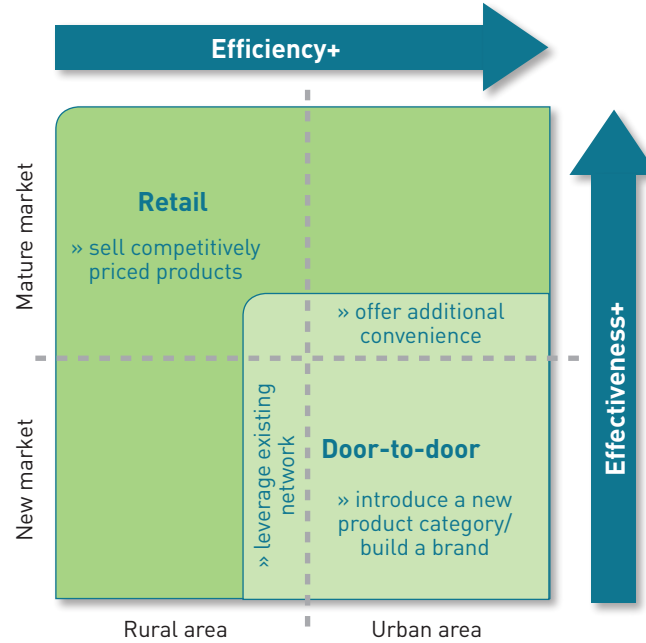 Efficiency+
Mature market
Retail
» sell competitively
priced products
» offer additional
convenience
Effectiveness+
New market
» leverage existing
network
Door-to-door
» introduce a new
product category/
build a brand
Rural area
Urban area